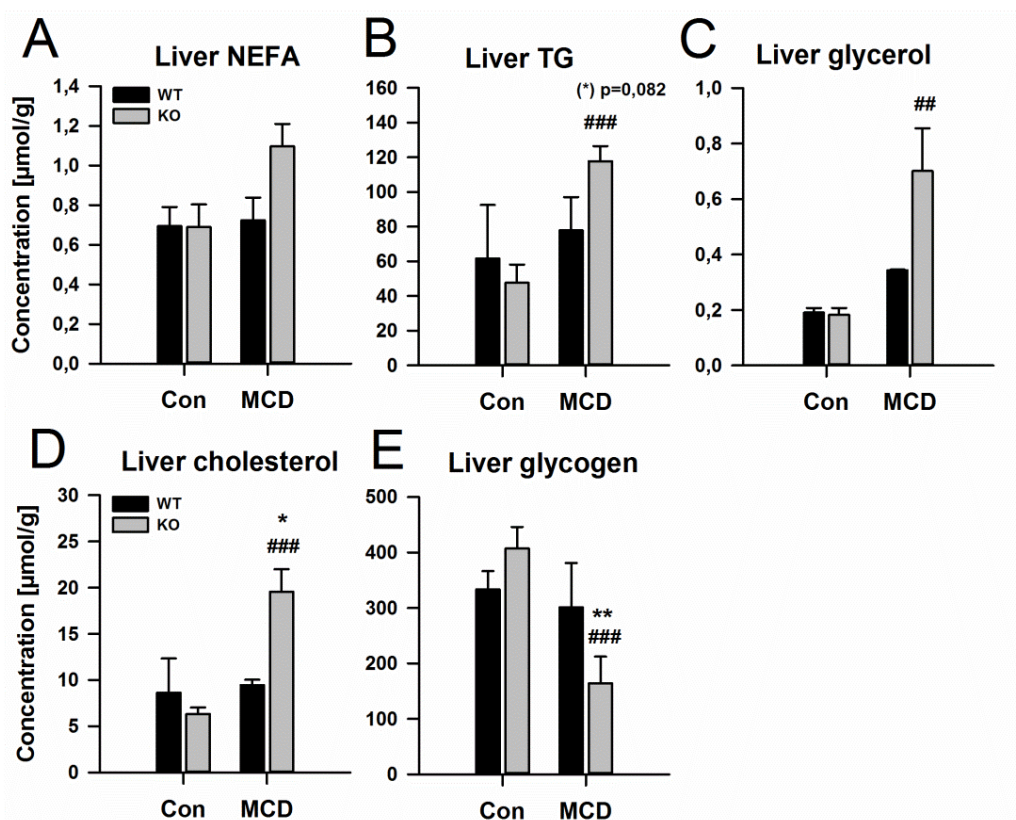 A
Liver NEFA
Concentration [µmol/g]
1,4
1,2
1,0
0,8
0,6
0,4
0,2
0,0
WT
KO
Con MCD
B
Liver TG
(*) p=0,082
###
160
140
120
100
80
60
40
20
0
Con MCD
C
Liver glycerol
##
1,0
0,8
0,6
0,4
0,2
0,0
Con MCD
D
Liver cholesterol
Concentration [µmol/g]
30
25
20
15
10
5
0
WT
KO
*
###
Con MCD
E
Liver glycogen
500
400
300
200
100
0
**
###
Con MCD